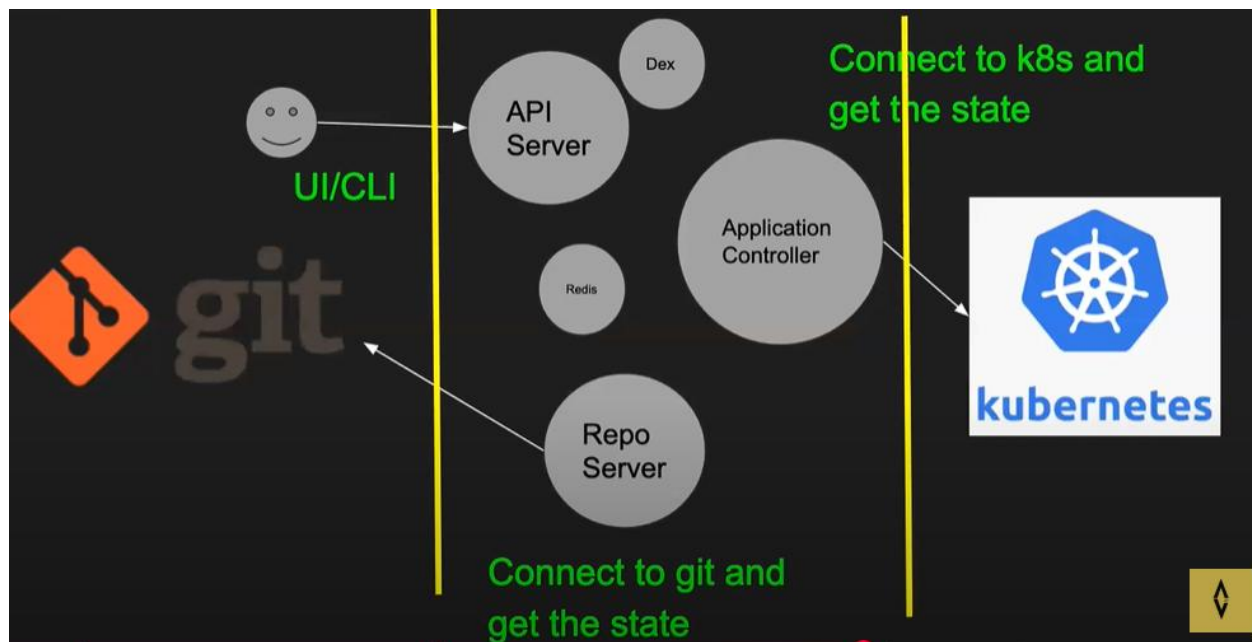 Dex
API
Server
Connect to k8s and
get the state
UI/CLI
Application
Controller
git
Redis
kubernetes
Repo
Server
Connect to git and
get the state